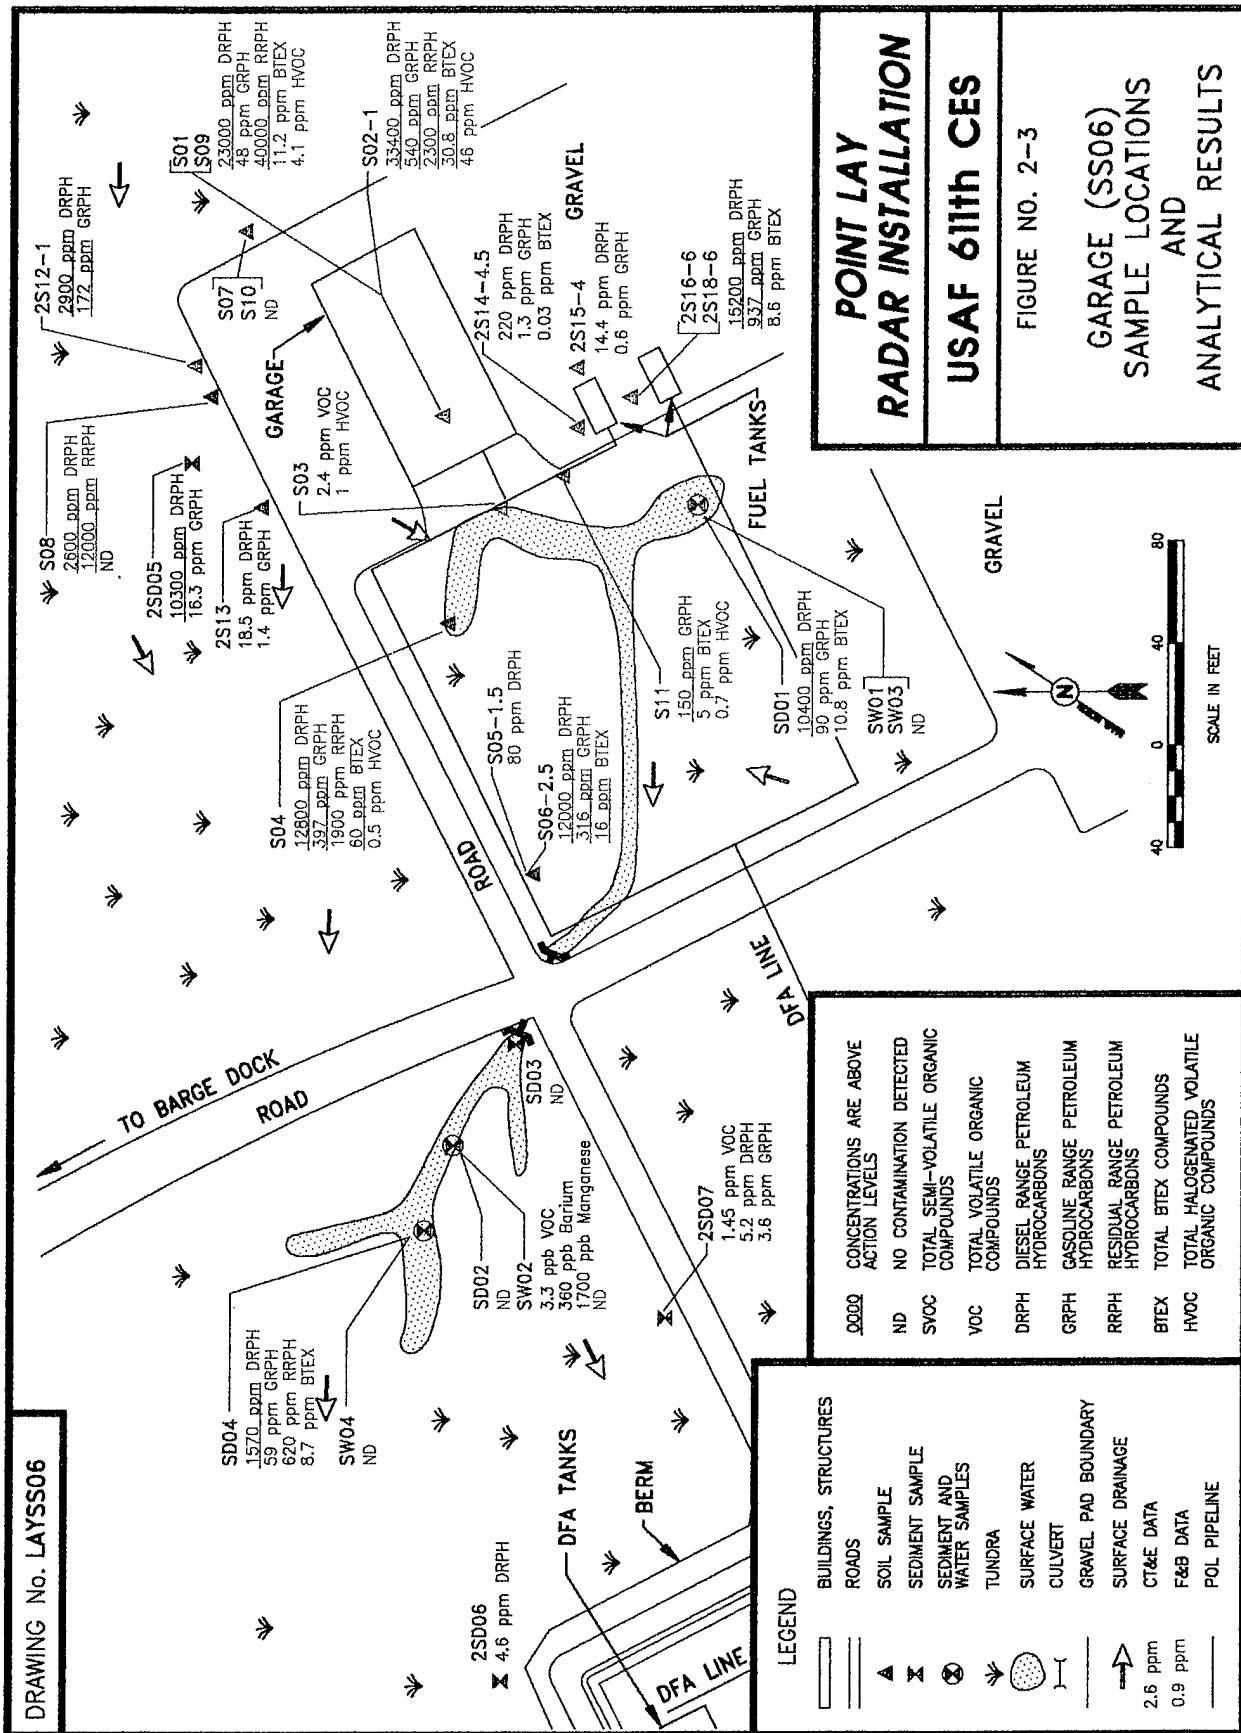 DRAWING No. LAYSS06
SD04
1570 ppm DRPH
59 ppm GRPH
620 ppm RRPH
8.7 ppm BTEX
SW04
ND
TO BARGE DOCK
ROAD
SD02
ND
SW02
3.3 ppb VOC
360 ppb Barium
1700 ppb Manganese
ND
SD03
ND
2SD06
4.6 ppm DRPH
DFA TANKS
BERM
DFA LINE
2SD07
1.45 ppm VOC
5.2 ppm DRPH
3.6 ppm GRPH
DFA LINE
S08
2600 ppm DRPH
12000 ppm RRPH
ND
2SD05
10300 ppm DRPH
16.3 ppm GRPH
2S13
18.5 ppm DRPH
1.4 ppm GRPH
S04
12800 ppm DRPH
397 ppm GRPH
1900 ppm RRPH
60 ppm BTEX
0.5 ppm HVOC
ROAD
S05-1.5
80 ppm DRPH
S06-2.5
12000 ppm DRPH
316 ppm GRPH
16 ppm BTEX
2S12-1
2900 ppm DRPH
172 ppm GRPH
S07
S10
ND
GARAGE
S03
2.4 ppm VOC
1 ppm HVOC
S01
S09
23000 ppm DRPH
48 ppm GRPH
40000 ppm RRPH
11.2 ppm BTEX
4.1 ppm HVOC
S02-1
33400 ppm DRPH
540 ppm GRPH
2300 ppm RRPH
30.8 ppm BTEX
46 ppm HVOC
2S14-4.5
220 ppm DRPH
1.3 ppm GRPH
0.03 ppm BTEX
GRAVEL
2S15-4
14.4 ppm DRPH
0.6 ppm GRPH
2S16-6
2S18-6
15200 ppm DRPH
937 ppm GRPH
8.6 ppm BTEX
FUEL TANKS
S11
150 ppm GRPH
5 ppm BTEX
0.7 ppm HVOC
SD01
10400 ppm DRPH
90 ppm GRPH
10.8 ppm BTEX
SW01
SW03
ND
GRAVEL
N
40 0 40 80
SCALE IN FEET
LEGEND
BUILDINGS, STRUCTURES
ROADS
SOIL SAMPLE
SEDIMENT SAMPLE
SEDIMENT AND
WATER SAMPLES
TUNDRA
SURFACE WATER
CULVERT
GRAVEL PAD BOUNDARY
SURFACE DRAINAGE
2.6 ppm CT&E DATA
0.9 ppm F&B DATA
POL PIPELINE
0000 CONCENTRATIONS ARE ABOVE
ACTION LEVELS
ND NO CONTAMINATION DETECTED
SVOC TOTAL SEMI-VOLATILE ORGANIC
COMPOUNDS
VOC TOTAL VOLATILE ORGANIC
COMPOUNDS
DRPH DIESEL RANGE PETROLEUM
HYDROCARBONS
GRPH GASOLINE RANGE PETROLEUM
HYDROCARBONS
RRPH RESIDUAL RANGE PETROLEUM
HYDROCARBONS
BTEX TOTAL BTEX COMPOUNDS
HVOC TOTAL HALOGENATED VOLATILE
ORGANIC COMPOUNDS
POINT LAY
RADAR INSTALLATION
USAF 611th CES
FIGURE NO. 2-3
GARAGE (SS06)
SAMPLE LOCATIONS
AND
ANALYTICAL RESULTS